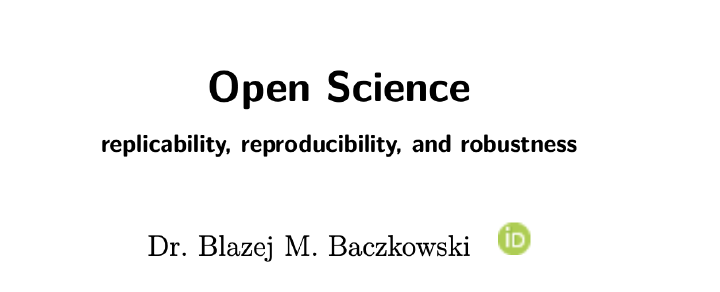 Open Science
replicability, reproducibility, and robustness
Dr. Blazej M. Baczkowski iD